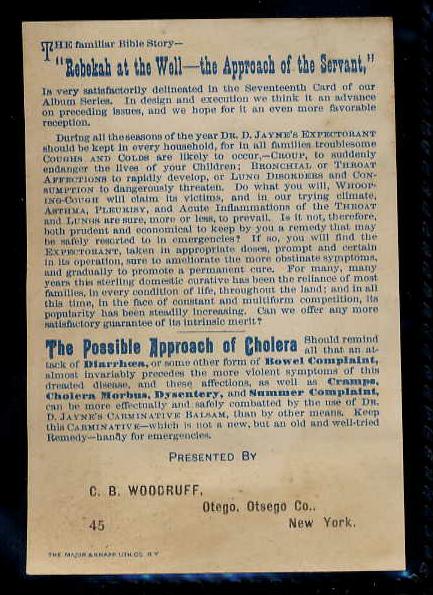 THE familiar Bible Story—
"Rebekah at the Well—the Approach of the Servant,"
Is very satisfactorily delineated in the Seventeenth Card of our
Album Series. In design and execution we think it an advance
on preceding issues, and we hope for it an even more favorable
reception.
During all the seasons of the year DR. D. JAYNE'S EXPECTORANT
should be kept in every household, for in all families troublesome
COUGHS AND COLDS are likely to occur,—CROUP, to suddenly
endanger the lives of your Children; BRONCHIAL or THROAT
AFFECTIONS to rapidly develop, or LUNG DISORDERS and CON-
SUMPTION to dangerously threaten. Do what you will, WHOOP-
ING-COUGH will claim its victims, and in our trying climate,
ASTHMA, PLEURISY, and Acute Inflammations of the THROAT
and LUNGS are sure, more or less, to prevail. Is it not, therefore,
both prudent and economical to keep by you a remedy that may
be safely resorted to in emergencies? If so, you will find the
EXPECTORANT, taken in appropriate doses, prompt and certain
in its operation, sure to ameliorate the more obstinate symptoms,
and gradually to promote a permanent cure. For many, many
years this sterling domestic curative has been the reliance of most
families, in every condition of life, throughout the land; and in all
this time, in the face of constant and multiform competition, its
popularity has been steadily increasing. Can we offer any more
satisfactory guarantee of its intrinsic merit?
The Possible Approach of Cholera Should remind
all that an at-
tack of Diarrhœa, or some other form of Bowel Complaint,
almost invariably precedes the more violent symptoms of this
dreaded disease, and these affections, as well as Cramps,
Cholera Morbus, Dysentery, and Summer Complaint,
can be more effectually and safely combatted by the use of DR.
D. JAYNE'S CARMINATIVE BALSAM, than by other means. Keep
this CARMINATIVE—which is not a new, but an old and well-tried
Remedy—handy for emergencies.
PRESENTED BY
C. B. WOODRUFF,
Otego, Otsego Co.,
45 New York.
THE MAJOR & KNAPP LITH. CO. N.Y